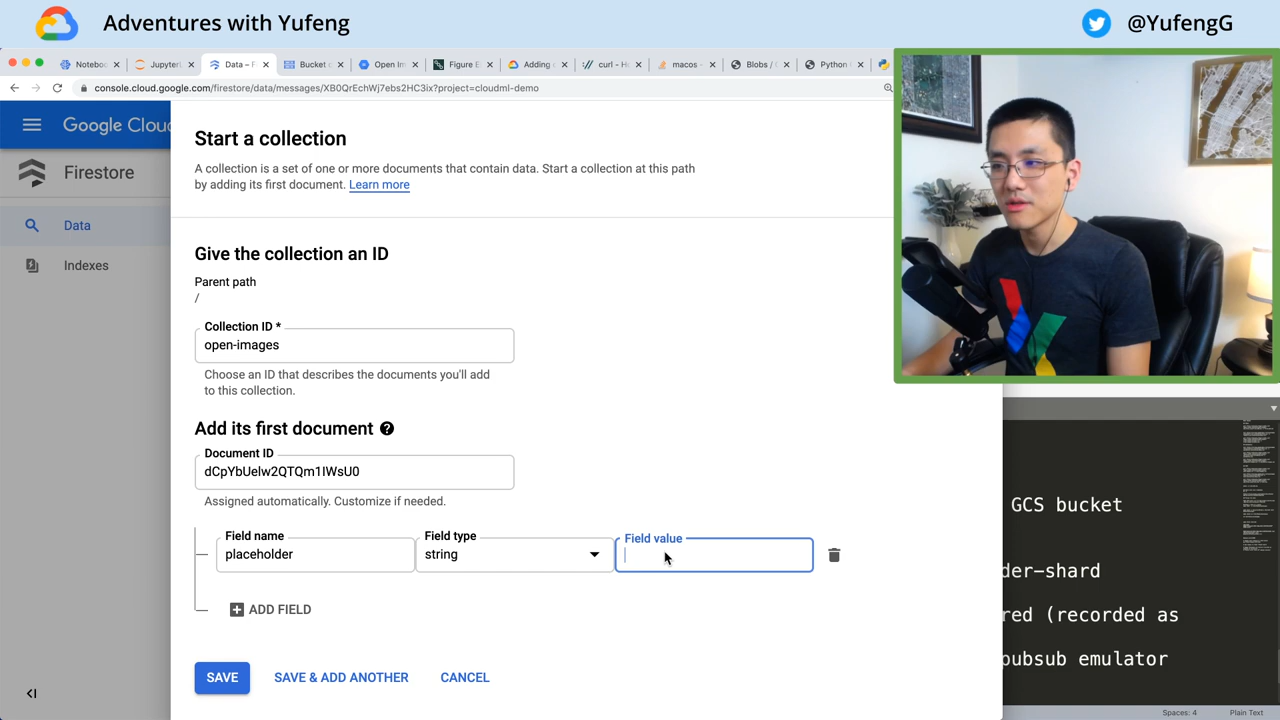 Adventures with Yufeng
@YufengG
Noteboo
Jupyter
Data – F
Bucket d
Open Im
Figure E
Adding c
curl - H
macos -
Blobs / C
Python
console.cloud.google.com/firestore/data/messages/XB0QrEchWj7ebs2HC3ix?project=cloudml-demo
Google Clou
Firestore
Data
Indexes
Start a collection
A collection is a set of one or more documents that contain data. Start a collection at this path
by adding its first document. Learn more
Give the collection an ID
Parent path
/
Collection ID *
open-images
Choose an ID that describes the documents you'll add
to this collection.
Add its first document
Document ID
dCpYbUelw2QTQm1IWsU0
Assigned automatically. Customize if needed.
Field name
Field type
Field value
placeholder
string
ADD FIELD
SAVE
SAVE & ADD ANOTHER
CANCEL
GCS bucket
der-shard
red (recorded as
pubsub emulator
Spaces: 4
Plain Text